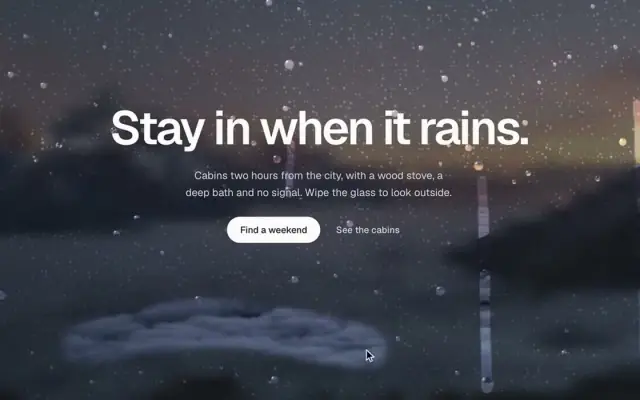 Stay in when it rains.
Cabins two hours from the city, with a wood stove, a
deep bath and no signal. Wipe the glass to look outside.
Find a weekend
See the cabins